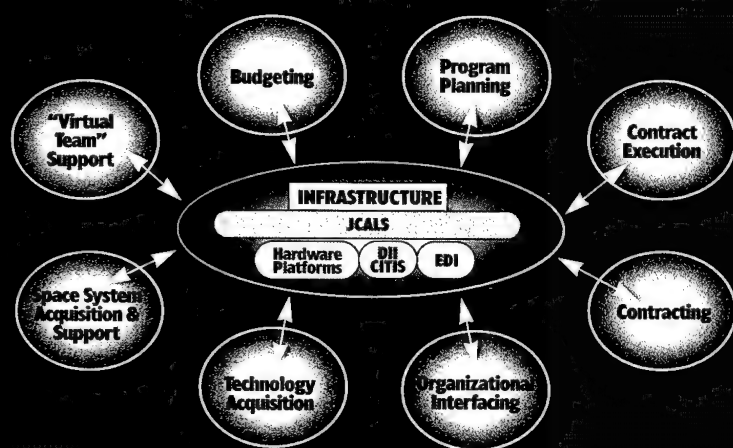 Budgeting
Program
Planning
"Virtual
Team"
Support
Contract
Execution
INFRASTRUCTURE
JCALS
Hardware
Platforms
DII
CITIS
EDI
Space System
Acquisition &
Support
Contracting
Technology
Acquisition
Organizational
Interfacing